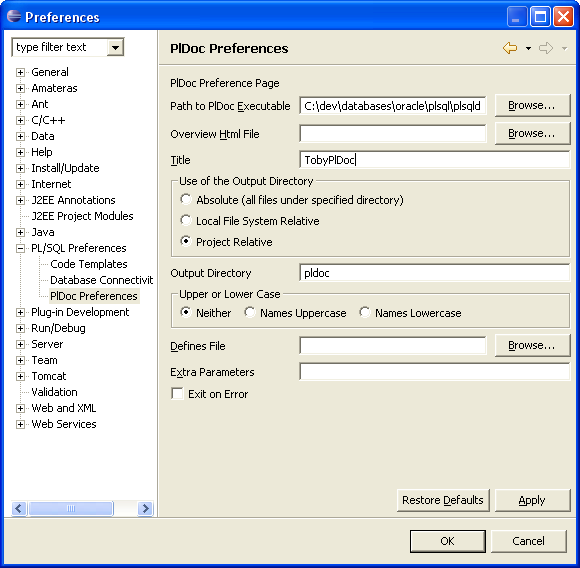 Preferences
type filter text
General
Amateras
Ant
C/C++
Data
Help
Install/Update
Internet
J2EE Annotations
J2EE Project Modules
Java
PL/SQL Preferences
Code Templates
Database Connectivit
PlDoc Preferences
Plug-in Development
Run/Debug
Server
Team
Tomcat
Validation
Web and XML
Web Services
PlDoc Preferences
PlDoc Preference Page
Path to PlDoc Executable C:\dev\databases\oracle\plsql\plsqld Browse...
Overview Html File Browse...
Title TobyPlDoc
Use of the Output Directory
Absolute (all files under specified directory)
Local File System Relative
Project Relative
Output Directory pldoc
Upper or Lower Case
Neither Names Uppercase Names Lowercase
Defines File Browse...
Extra Parameters
Exit on Error
Restore Defaults Apply
OK Cancel